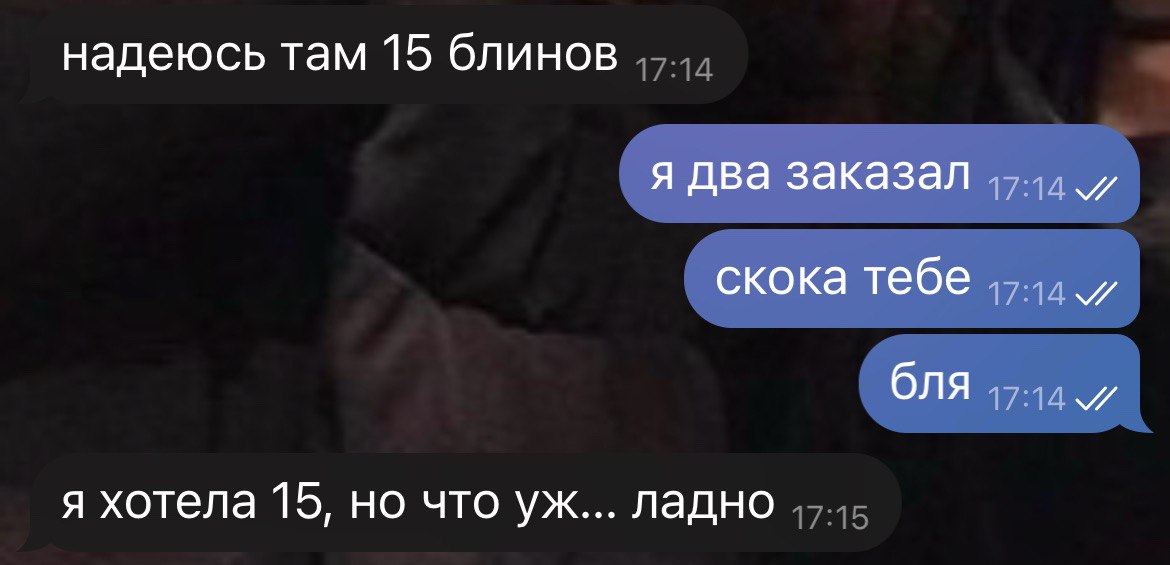 надеюсь там 15 блинов 17:14
я два заказал 17:14
скока тебе 17:14
бля 17:14
я хотела 15, но что уж... ладно 17:15